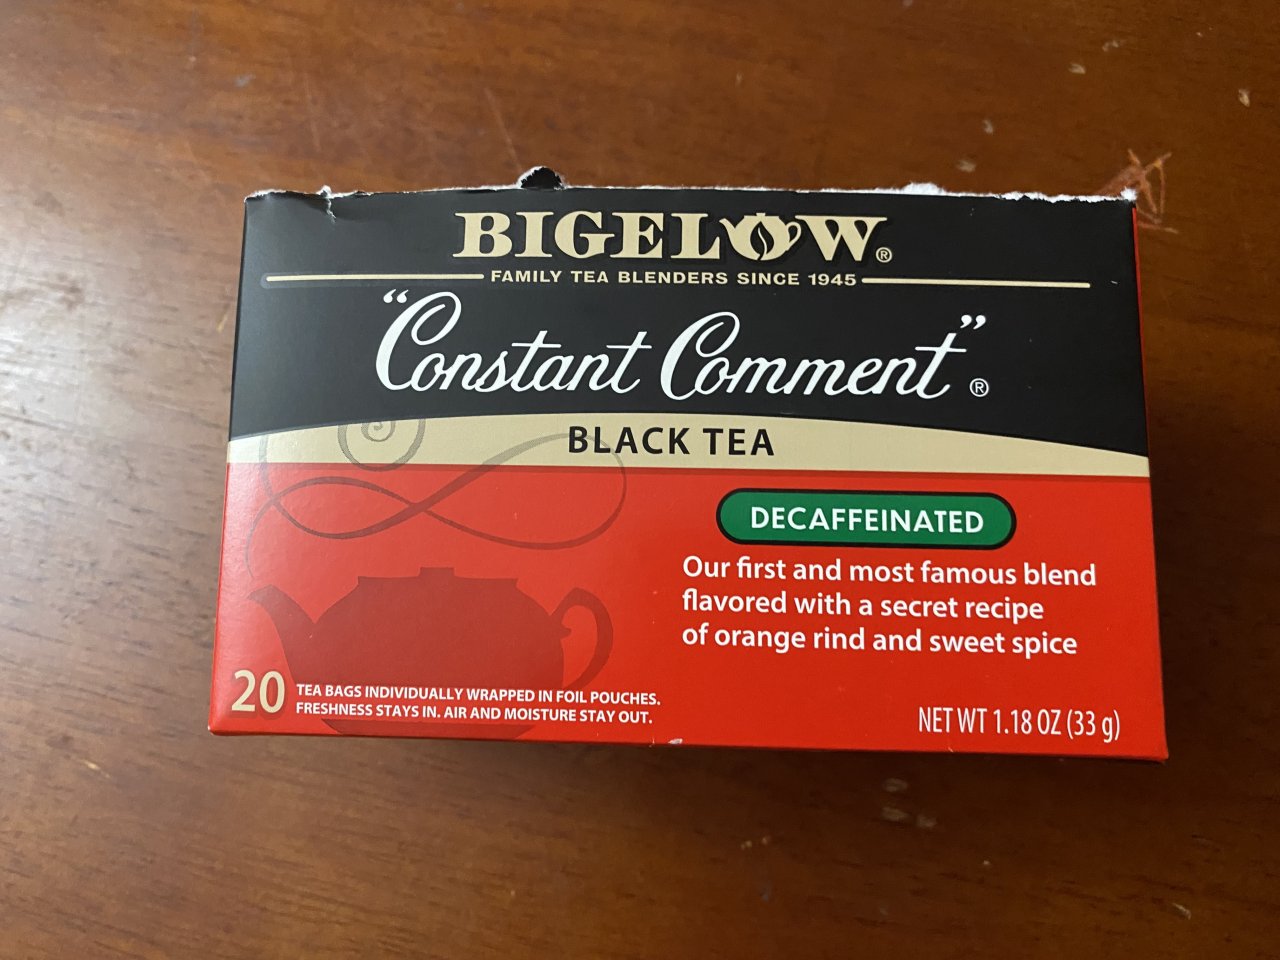 BIGELOW®
FAMILY TEA BLENDERS SINCE 1945
“Constant Comment”®
BLACK TEA
DECAFFEINATED
Our first and most famous blend
flavored with a secret recipe
of orange rind and sweet spice
20 TEA BAGS INDIVIDUALLY WRAPPED IN FOIL POUCHES.
FRESHNESS STAYS IN. AIR AND MOISTURE STAY OUT.
NET WT 1.18 OZ (33 g)